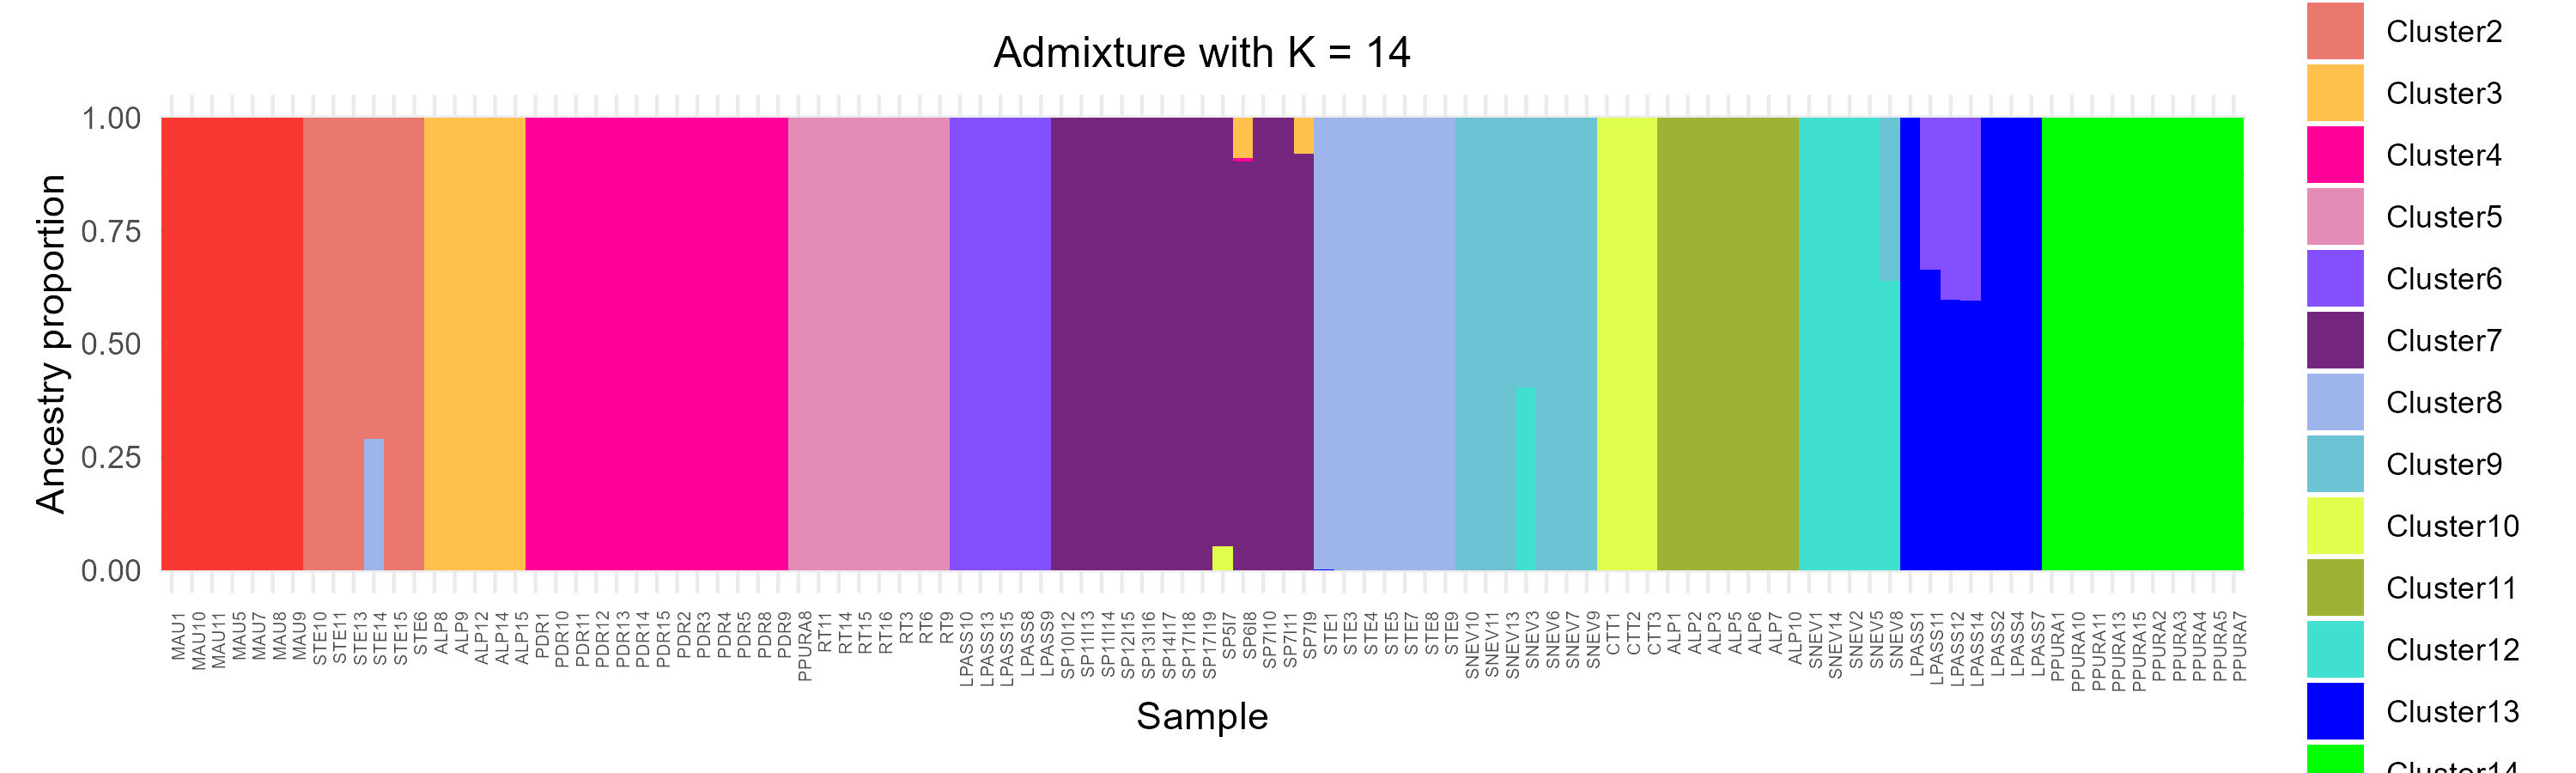 Admixture with K = 14
Ancestry proportion
1.00
0.75
0.50
0.25
0.00
MAU1
MAU10
MAU11
MAU5
MAU7
MAU8
MAU9
STE10
STE11
STE13
STE14
STE15
STE6
ALP8
ALP9
ALP12
ALP14
ALP15
PDR1
PDR10
PDR11
PDR12
PDR13
PDR14
PDR15
PDR2
PDR3
PDR4
PDR5
PDR8
PDR9
PPURA8
RT11
RT14
RT15
RT16
RT3
RT6
RT9
LPASS10
LPASS13
LPASS15
LPASS8
LPASS9
SP10I12
SP11I13
SP11I14
SP12I15
SP13I16
SP14I17
SP17I18
SP17I19
SP5I7
SP6I8
SP7I10
SP7I11
SP7I9
STE1
STE3
STE4
STE5
STE7
STE8
STE9
SNEV10
SNEV11
SNEV13
SNEV3
SNEV6
SNEV7
SNEV9
CTT1
CTT2
CTT3
ALP1
ALP2
ALP3
ALP5
ALP6
ALP7
ALP10
SNEV1
SNEV14
SNEV2
SNEV5
SNEV8
LPASS1
LPASS11
LPASS12
LPASS14
LPASS2
LPASS4
LPASS7
PPURA1
PPURA10
PPURA11
PPURA13
PPURA15
PPURA2
PPURA3
PPURA4
PPURA5
PPURA7
Sample
Cluster2
Cluster3
Cluster4
Cluster5
Cluster6
Cluster7
Cluster8
Cluster9
Cluster10
Cluster11
Cluster12
Cluster13
Cluster14